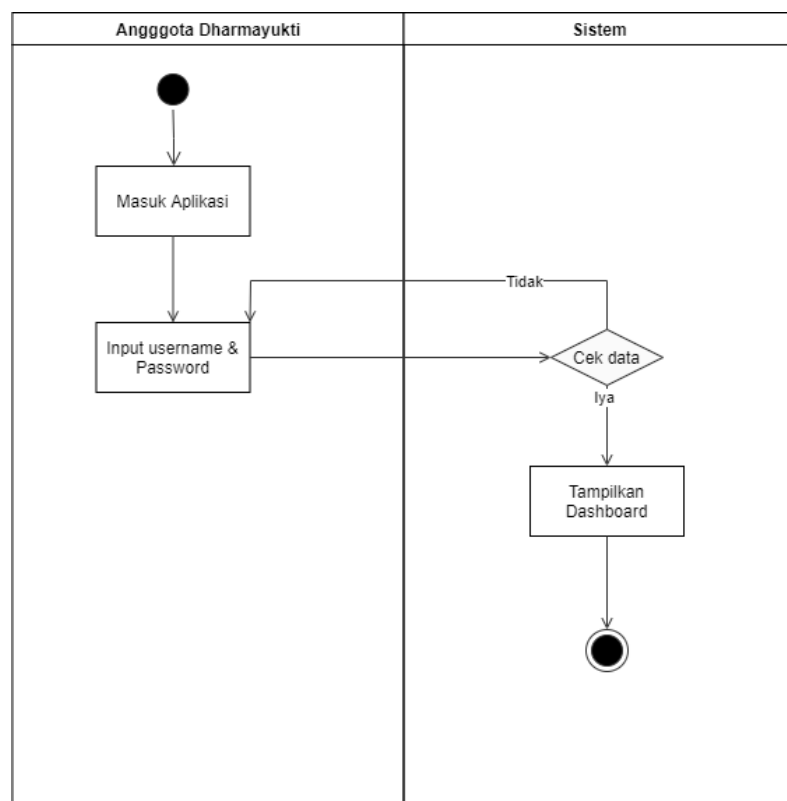 Angggota Dharmayukti
Sistem
Masuk Aplikasi
Tidak
Input username &
Password
Cek data
Iya
Tampilkan
Dashboard